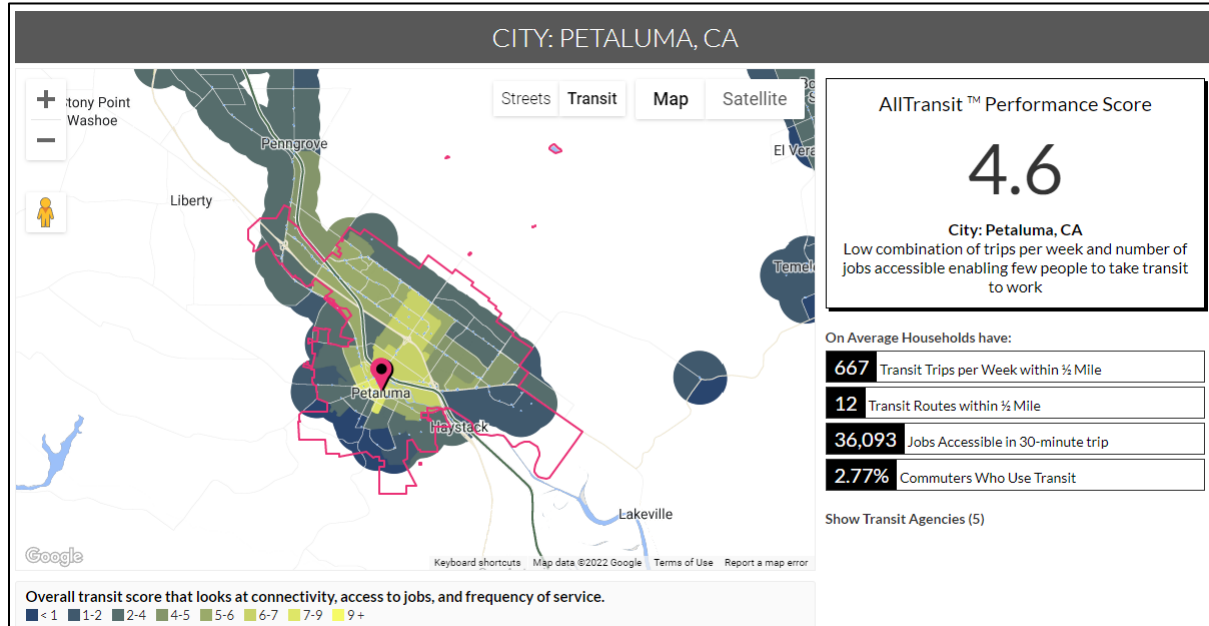 CITY: PETALUMA, CA
Streets
Transit
Map
Satellite
Stony Point
Washoe
Penngrove
El Vera
Liberty
Petaluma
Haystack
Lakeville
Google
Keyboard shortcuts
Map data ©2022 Google
Terms of Use
Report a map error
Overall transit score that looks at connectivity, access to jobs, and frequency of service.
< 1 1-2 2-4 4-5 5-6 6-7 7-9 9 +
AllTransit ™ Performance Score
4.6
City: Petaluma, CA
Low combination of trips per week and number of
jobs accessible enabling few people to take transit
to work
On Average Households have:
667 Transit Trips per Week within ½ Mile
12 Transit Routes within ½ Mile
36,093 Jobs Accessible in 30-minute trip
2.77% Commuters Who Use Transit
Show Transit Agencies (5)